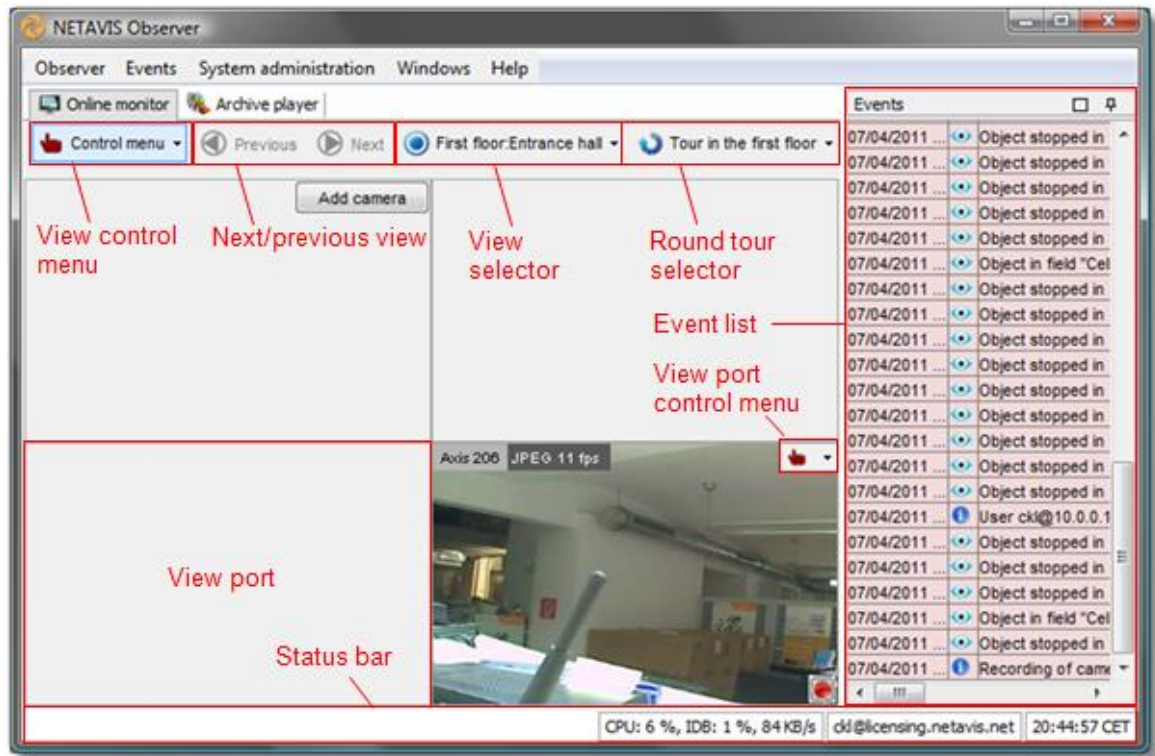 NETAVIS Observer
Observer Events System administration Windows Help
Online monitor Archive player
Events
Control menu Previous Next First floor:Entrance hall Tour in the first floor
Add camera
View control
menu
Next/previous view
View
selector
Round tour
selector
Event list
View port
control menu
Axis 206 JPEG 11 fps
View port
Status bar
07/04/2011 ... Object stopped in
07/04/2011 ... Object stopped in
07/04/2011 ... Object stopped in
07/04/2011 ... Object stopped in
07/04/2011 ... Object stopped in
07/04/2011 ... Object in field "Cel
07/04/2011 ... Object stopped in
07/04/2011 ... Object stopped in
07/04/2011 ... Object stopped in
07/04/2011 ... Object stopped in
07/04/2011 ... Object stopped in
07/04/2011 ... Object stopped in
07/04/2011 ... Object stopped in
07/04/2011 ... Object stopped in
07/04/2011 ... Object stopped in
07/04/2011 ... User ckl@10.0.0.1
07/04/2011 ... Object stopped in
07/04/2011 ... Object stopped in
07/04/2011 ... Object stopped in
07/04/2011 ... Object in field "Cel
07/04/2011 ... Object stopped in
07/04/2011 ... Recording of came
CPU: 6 %, IDB: 1 %, 84 KB/s ckl@licensing.netavis.net 20:44:57 CET